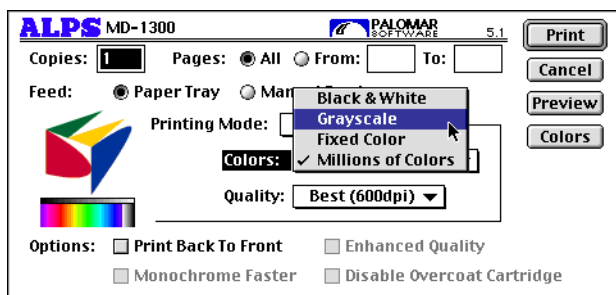 ALPS MD-1300 PALOMAR SOFTWARE 5.1
Print
Copies: 1 Pages: All From: To:
Cancel
Feed: Paper Tray
Preview
Black & White
Printing Mode: Grayscale
Colors
Fixed Color
Colors: ✓ Millions of Colors
Quality: Best (600dpi)
Options: Print Back To Front Enhanced Quality
Monochrome Faster Disable Overcoat Cartridge